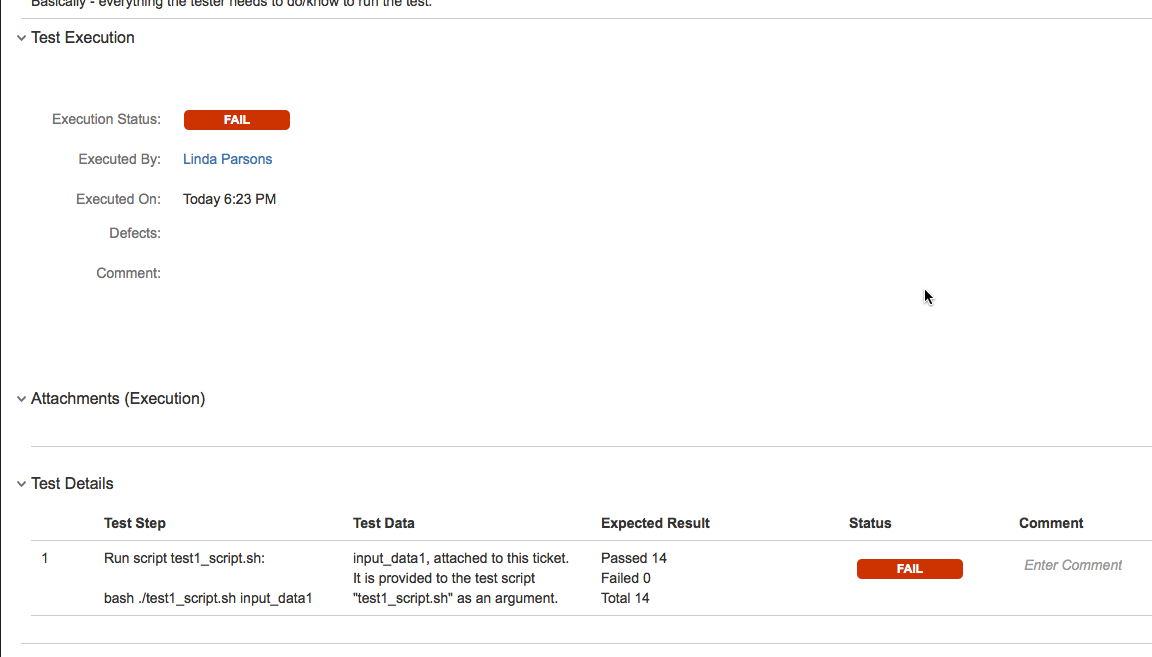 Basically - everything the tester needs to do/know to run the test.
Test Execution
Execution Status: FAIL
Executed By: Linda Parsons
Executed On: Today 6:23 PM
Defects:
Comment:
Attachments (Execution)
Test Details
Test Step Test Data Expected Result Status Comment
1 Run script test1_script.sh: input_data1, attached to this ticket. Passed 14 FAIL Enter Comment
It is provided to the test script Failed 0
bash ./test1_script.sh input_data1 "test1_script.sh" as an argument. Total 14